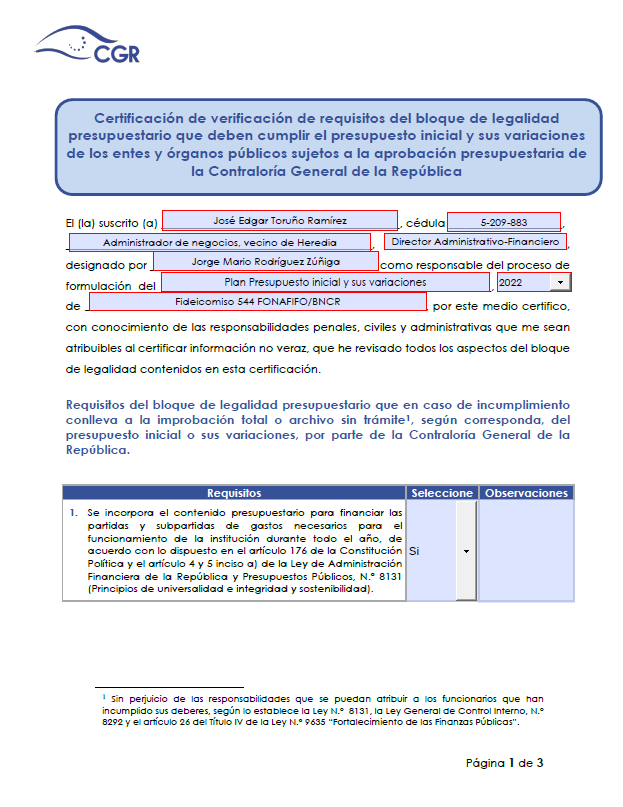 CGR
Certificación de verificación de requisitos del bloque de legalidad
presupuestario que deben cumplir el presupuesto inicial y sus variaciones
de los entes y órganos públicos sujetos a la aprobación presupuestaria de
la Contraloría General de la República
El (la) suscrito (a) José Edgar Toruño Ramírez, cédula 5-209-883,
Administrador de negocios, vecino de Heredia, Director Administrativo-Financiero,
designado por Jorge Mario Rodríguez Zúñiga como responsable del proceso de
formulación del Plan Presupuesto inicial y sus variaciones, 2022
de Fideicomiso 544 FONAFIFO/BNCR, por este medio certifico,
con conocimiento de las responsabilidades penales, civiles y administrativas que me sean
atribuibles al certificar información no veraz, que he revisado todos los aspectos del bloque
de legalidad contenidos en esta certificación.
Requisitos del bloque de legalidad presupuestario que en caso de incumplimiento
conlleva a la improbación total o archivo sin trámite¹, según corresponda, del
presupuesto inicial o sus variaciones, por parte de la Contraloría General de la
República.
Requisitos Seleccione Observaciones
1. Se incorpora el contenido presupuestario para financiar las
partidas y subpartidas de gastos necesarios para el
funcionamiento de la institución durante todo el año, de
acuerdo con lo dispuesto en el artículo 176 de la Constitución
Política y el artículo 4 y 5 inciso a) de la Ley de Administración
Financiera de la República y Presupuestos Públicos, N.º 8131
(Principios de universalidad e integridad y sostenibilidad).
Si
¹ Sin perjuicio de las responsabilidades que se puedan atribuir a los funcionarios que han
incumplido sus deberes, según lo establece la Ley N.º 8131, la Ley General de Control Interno, N.º
8292 y el artículo 26 del Título IV de la Ley N.º 9635 "Fortalecimiento de las Finanzas Públicas".
Página 1 de 3